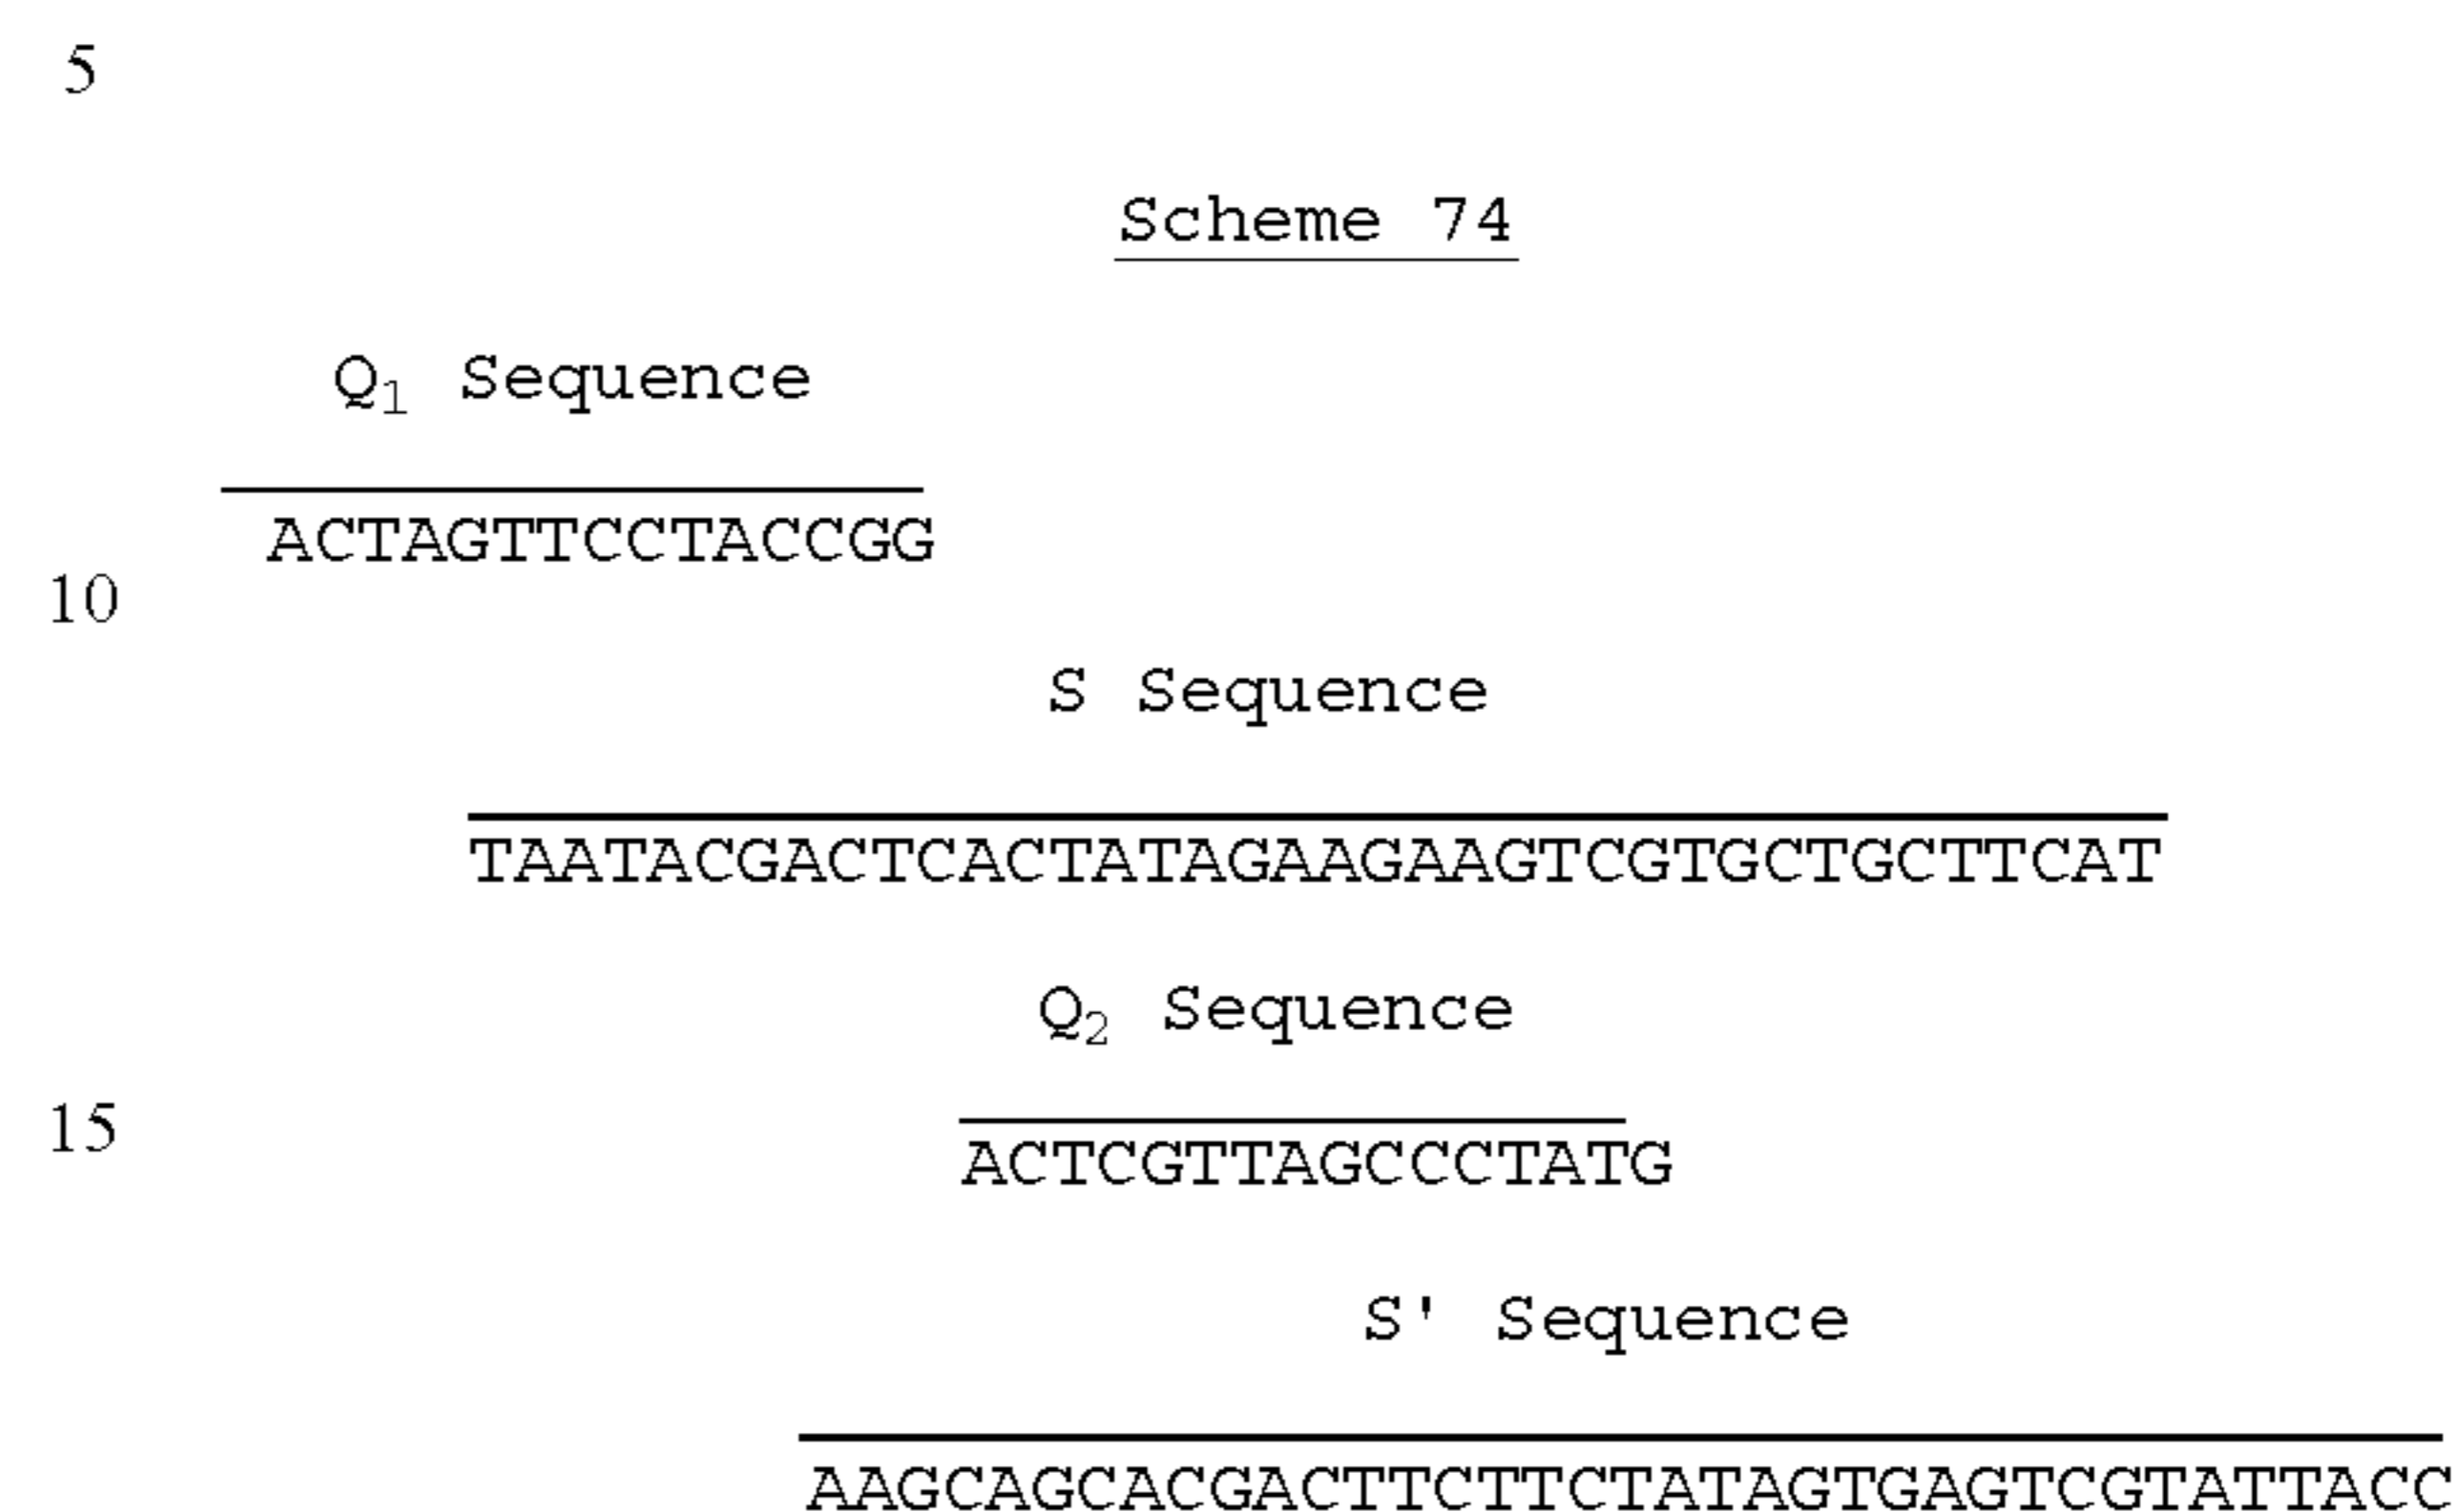 5
Scheme 74
Q₁ Sequence
ACTAGTTCCTACCGG
10
S Sequence
TAATACGACTCACTATAGAAGAAGTCGTGCTGCTTCAT
Q₂ Sequence
15
ACTCGTTAGCCCTATG
S' Sequence
AAGCAGCACGACTTCTTCTATAGTGAGTCGTATTACC